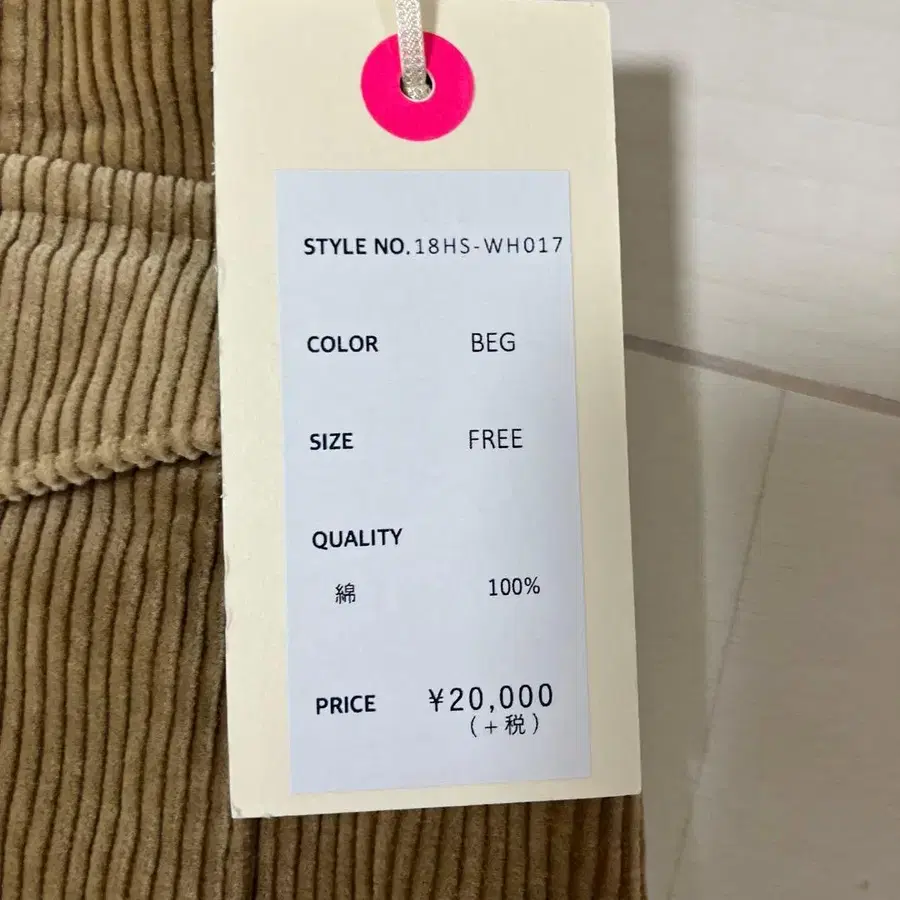 STYLE NO. 18HS-WH017
COLOR BEG
SIZE FREE
QUALITY
綿 100%
PRICE ¥20,000
(+税)